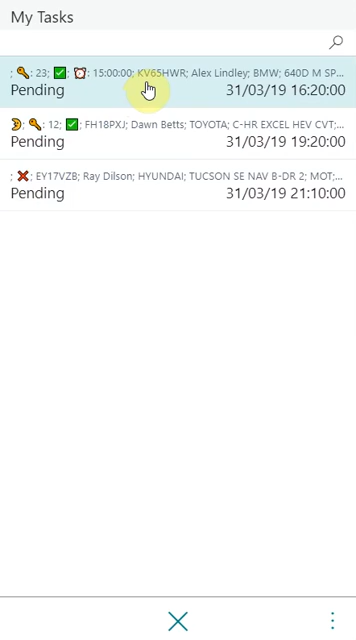 My Tasks
; 🔑: 23; ✅; ⏰: 15:00:00; KV65HWR; Alex Lindley; BMW; 640D M SP...
Pending 31/03/19 16:20:00
; 🔑: 12; ✅; FH18PXJ; Dawn Betts; TOYOTA; C-HR EXCEL HEV CVT;...
Pending 31/03/19 19:20:00
; ❌; EY17VZB; Ray Dilson; HYUNDAI; TUCSON SE NAV B-DR 2; MOT;...
Pending 31/03/19 21:10:00